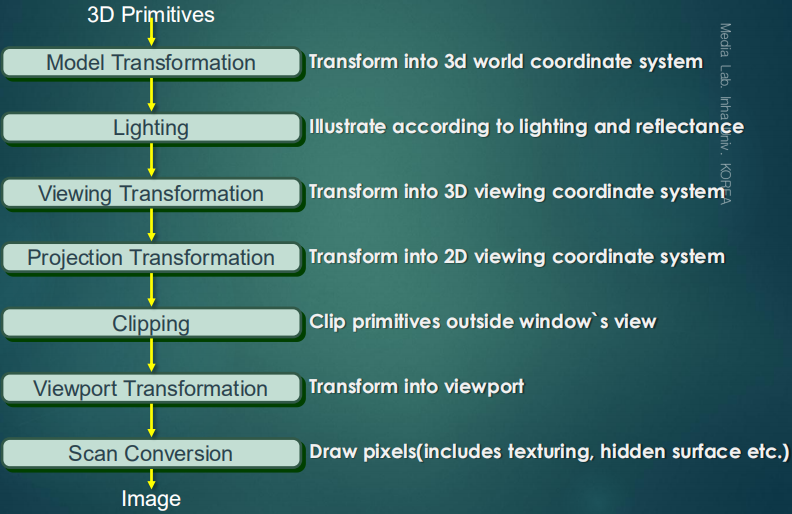 3D Primitives
Model Transformation
Transform into 3d world coordinate system
Lighting
Illustrate according to lighting and reflectance
Viewing Transformation
Transform into 3D viewing coordinate system
Projection Transformation
Transform into 2D viewing coordinate system
Clipping
Clip primitives outside window`s view
Viewport Transformation
Transform into viewport
Scan Conversion
Draw pixels(includes texturing, hidden surface etc.)
Image
Media Lab. Inha Univ. KOREA